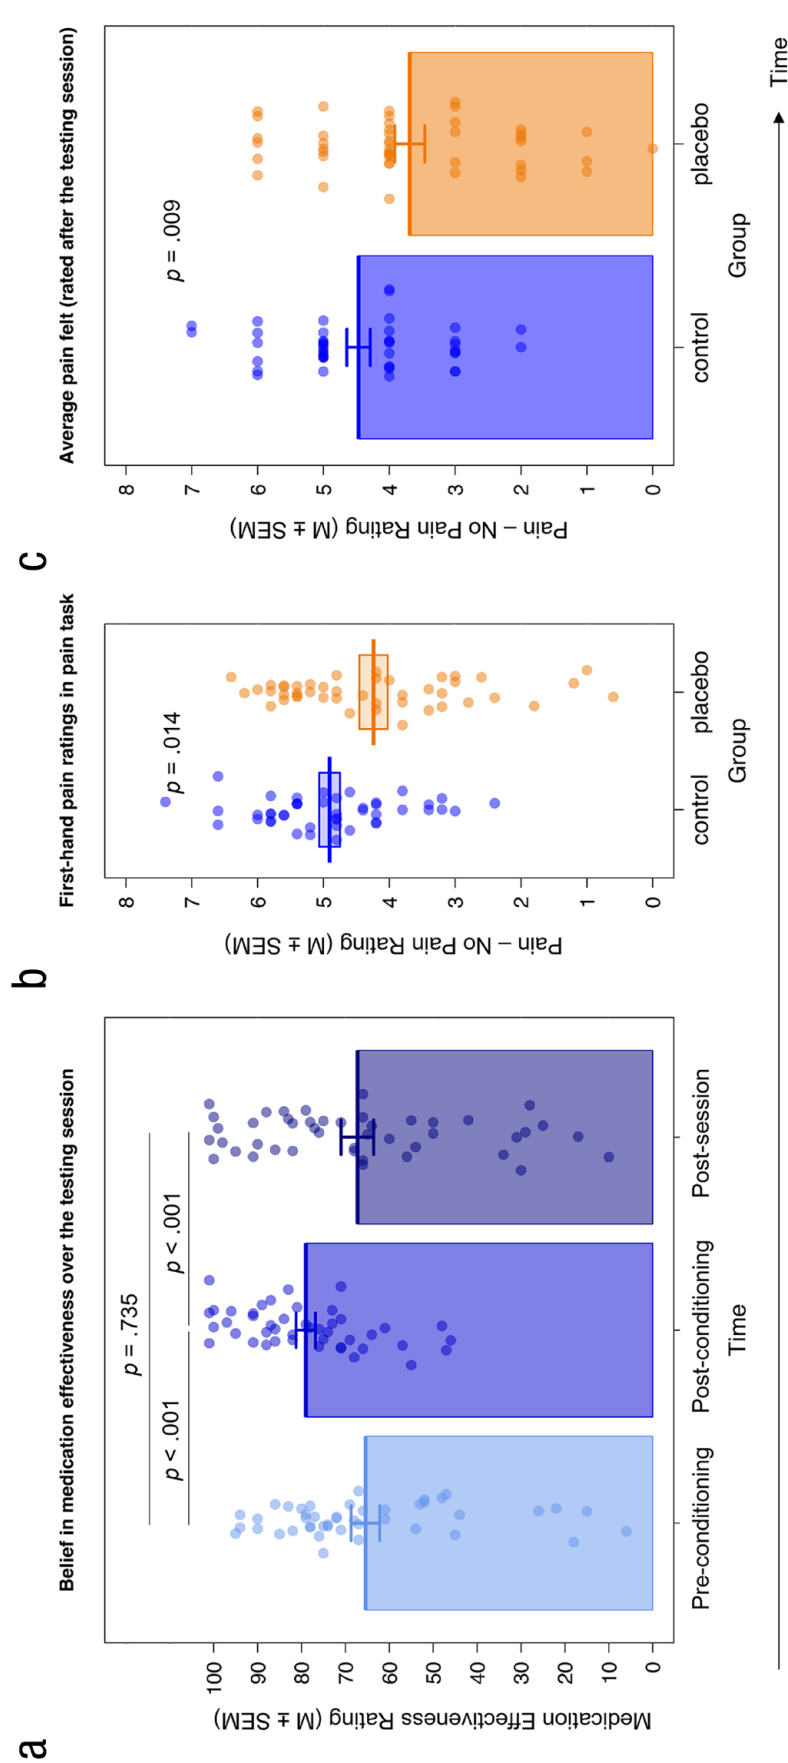 a
Belief in medication effectiveness over the testing session
p = .735
p < .001
p < .001
Medication Effectiveness Rating (M ± SEM)
100
90
80
70
60
50
40
30
20
10
0
Pre-conditioning
Post-conditioning
Post-session
Time
b
First-hand pain ratings in pain task
p = .014
Pain – No Pain Rating (M ± SEM)
8
7
6
5
4
3
2
1
0
control
placebo
Group
c
Average pain felt (rated after the testing session)
p = .009
Pain – No Pain Rating (M ± SEM)
8
7
6
5
4
3
2
1
0
control
placebo
Group
Time